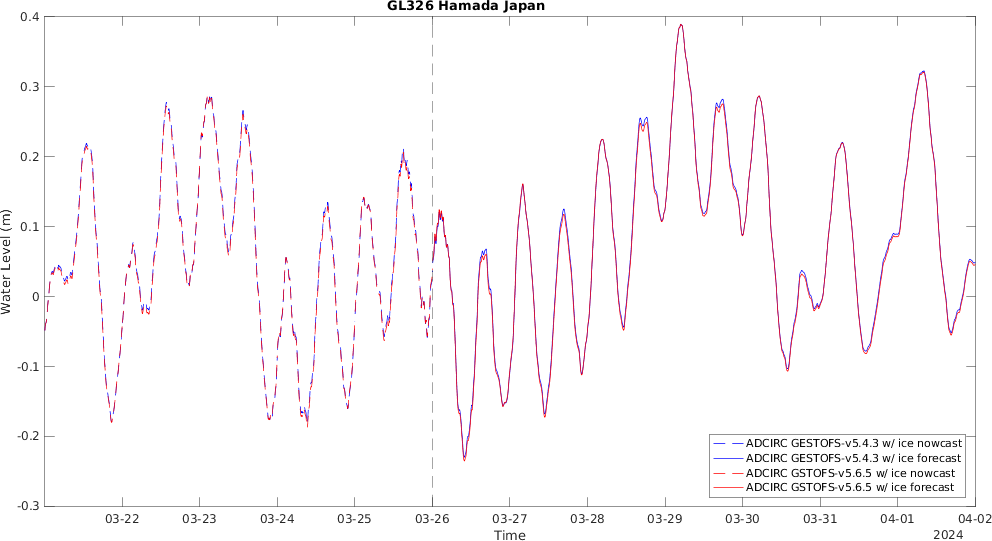 GL326 Hamada Japan
0.4
0.3
0.2
0.1
0
-0.1
-0.2
-0.3
Water Level (m)
ADCIRC GESTOFS-v5.4.3 w/ ice nowcast
ADCIRC GESTOFS-v5.4.3 w/ ice forecast
ADCIRC GSTOFS-v5.6.5 w/ ice nowcast
ADCIRC GSTOFS-v5.6.5 w/ ice forecast
03-22 03-23 03-24 03-25 03-26 03-27 03-28 03-29 03-30 03-31 04-01 04-02
Time
2024